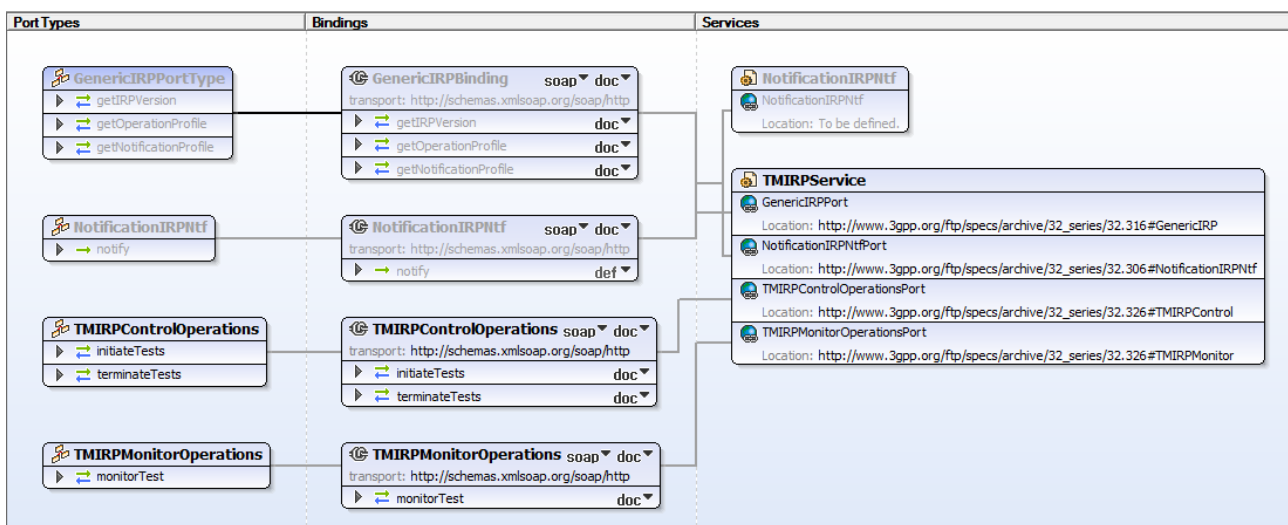 Port Types
Bindings
Services
GenericIRPPortType
getIRPVersion
getOperationProfile
getNotificationProfile
NotificationIRPNtf
notify
TMIRPControlOperations
initiateTests
terminateTests
TMIRPMonitorOperations
monitorTest
GenericIRPBinding soap doc
transport: http://schemas.xmlsoap.org/soap/http
getIRPVersion doc
getOperationProfile doc
getNotificationProfile doc
NotificationIRPNtf soap doc
transport: http://schemas.xmlsoap.org/soap/http
notify def
TMIRPControlOperations soap doc
transport: http://schemas.xmlsoap.org/soap/http
initiateTests doc
terminateTests doc
TMIRPMonitorOperations soap doc
transport: http://schemas.xmlsoap.org/soap/http
monitorTest doc
NotificationIRPNtf
NotificationIRPNtf
Location: To be defined.
TMIRPService
GenericIRPPort
Location: http://www.3gpp.org/ftp/specs/archive/32_series/32.316#GenericIRP
NotificationIRPNtfPort
Location: http://www.3gpp.org/ftp/specs/archive/32_series/32.306#NotificationIRPNtf
TMIRPControlOperationsPort
Location: http://www.3gpp.org/ftp/specs/archive/32_series/32.326#TMIRPControl
TMIRPMonitorOperationsPort
Location: http://www.3gpp.org/ftp/specs/archive/32_series/32.326#TMIRPMonitor